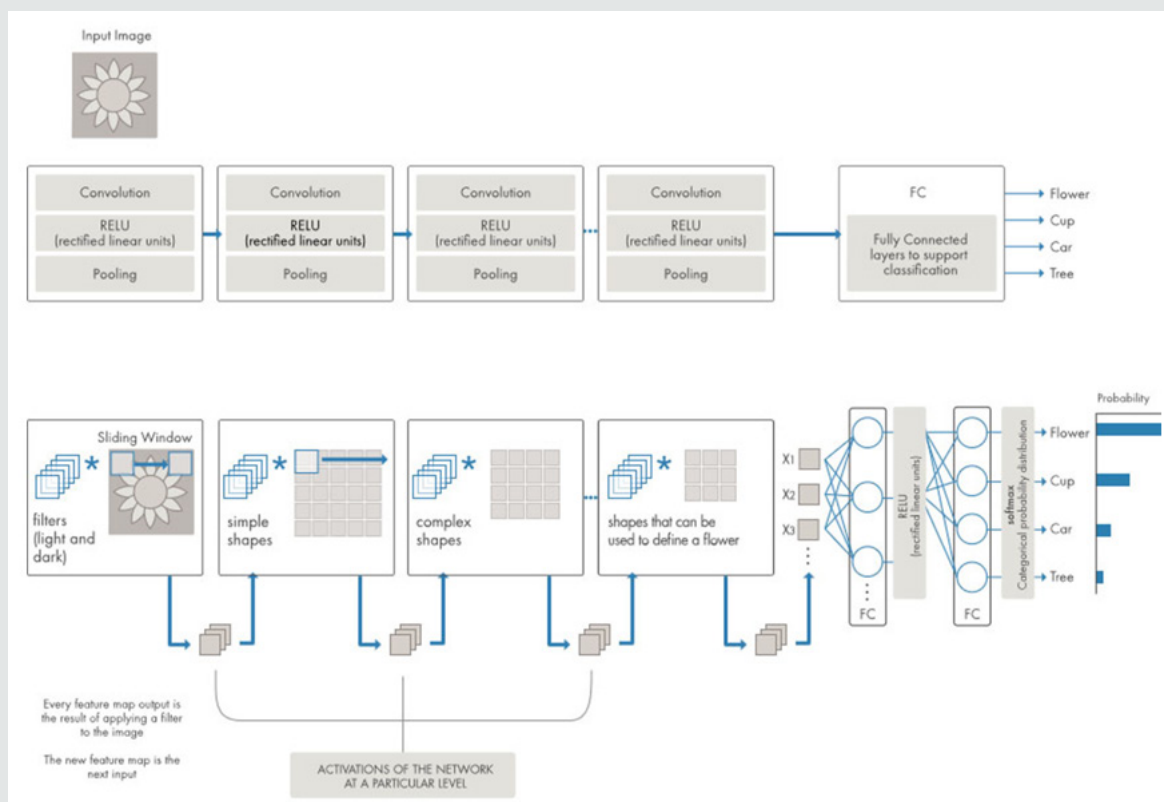 Input Image
Convolution
RELU
(rectified linear units)
Pooling
Convolution
RELU
(rectified linear units)
Pooling
Convolution
RELU
(rectified linear units)
Pooling
Convolution
RELU
(rectified linear units)
Pooling
FC
Fully Connected
layers to support
classification
Flower
Cup
Car
Tree
Sliding Window
filters
(light and
dark)
simple
shapes
complex
shapes
shapes that can be
used to define a flower
X1
X2
X3
FC
RELU
(rectified linear units)
FC
softmax
Categorical probability distribution
Probability
Flower
Cup
Car
Tree
Every feature map output is
the result of applying a filter
to the image
The new feature map is the
next input
ACTIVATIONS OF THE NETWORK
AT A PARTICULAR LEVEL